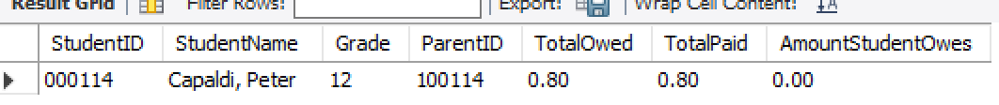 Result Grid Filter Rows: Export: Wrap Cell Content: IA
StudentID StudentName Grade ParentID TotalOwed TotalPaid AmountStudentOwes
000114 Capaldi, Peter 12 100114 0.80 0.80 0.00